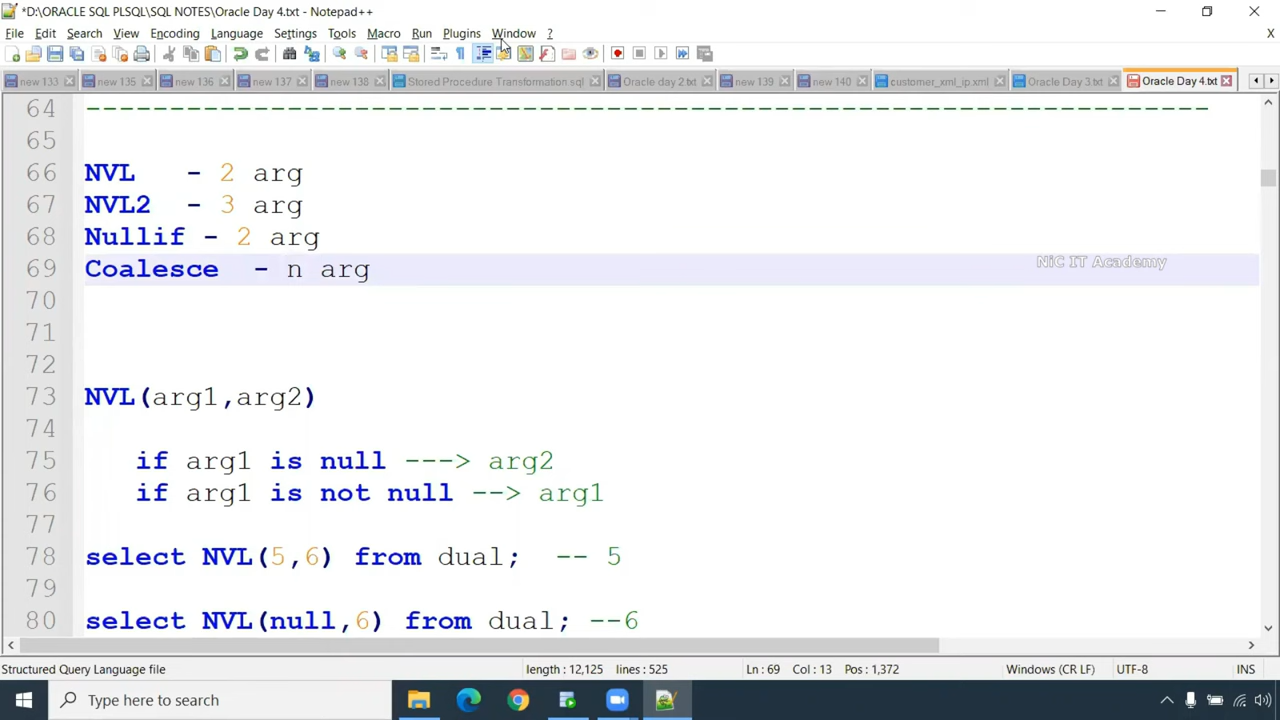 *D:\ORACLE SQL PLSQL\SQL NOTES\Oracle Day 4.txt - Notepad++
File Edit Search View Encoding Language Settings Tools Macro Run Plugins Window ? X
new 133 new 135 new 136 new 137 new 138 Stored Procedure Transformation sql Oracle day 2.txt new 139 new 140 customer_xml_ip.xml Oracle Day 3.txt Oracle Day 4.txt
64 --------------------------------------------------------------------
65
66 NVL   - 2 arg
67 NVL2  - 3 arg
68 Nullif - 2 arg
69 Coalesce  - n arg
NiC IT Academy
70
71
72
73 NVL(arg1,arg2)
74
75    if arg1 is null ---> arg2
76    if arg1 is not null --> arg1
77
78 select NVL(5,6) from dual;  -- 5
79
80 select NVL(null,6) from dual; --6
Structured Query Language file length : 12,125 lines : 525 Ln : 69 Col : 13 Pos : 1,372 Windows (CR LF) UTF-8 INS
Type here to search